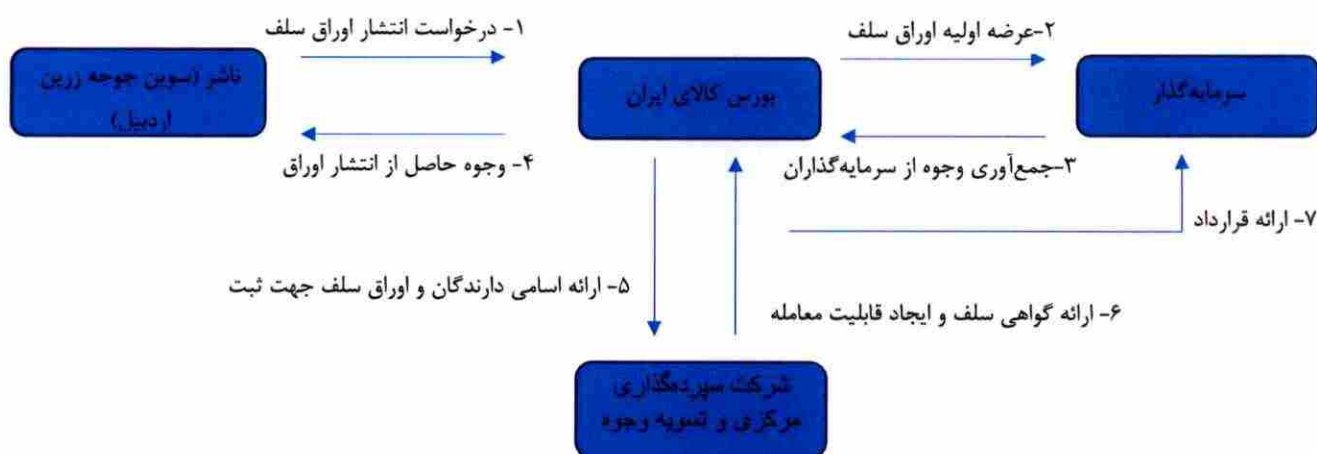 ۱- درخواست انتشار اوراق سلف
۲-عرضه اولیه اوراق سلف
ناشر (سوین جوجه زرین
اردبیل)
بورس کالای ایران
سرمایه‌گذار
۴- وجوه حاصل از انتشار اوراق
۳-جمع‌آوری وجوه از سرمایه‌گذاران
۷- ارائه قرارداد
۵- ارائه اسامی دارندگان و اوراق سلف جهت ثبت
۶- ارائه گواهی سلف و ایجاد قابلیت معامله
شرکت سپرده‌گذاری
مرکزی و تسویه وجوه